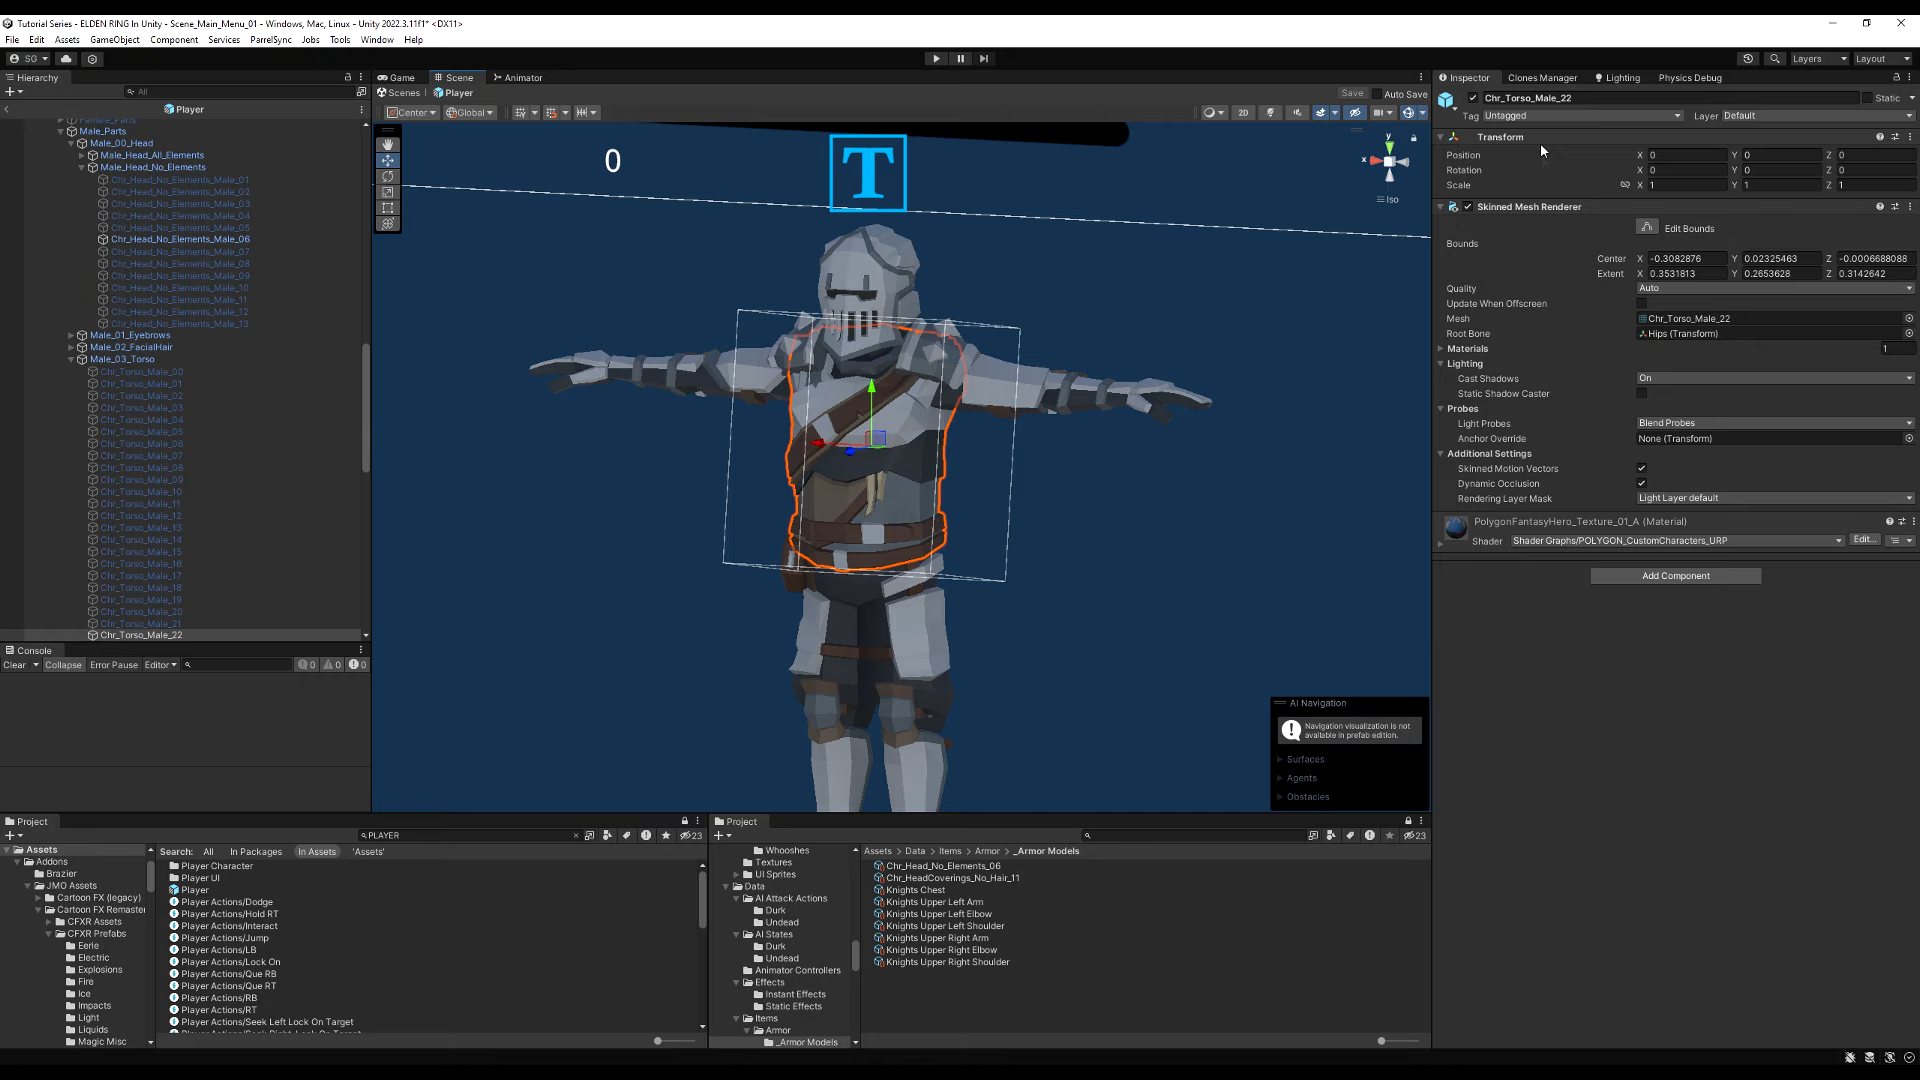 Tutorial Series - ELDEN RING In Unity - Scene_Main_Menu_01 - Windows, Mac, Linux - Unity 2022.3.11f1* <DX11>
File Edit Assets GameObject Component Services ParrelSync Jobs Tools Window Help
SG Layers Layout
Hierarchy
All
Player
Female_Parts
Male_Parts
Male_00_Head
Male_Head_All_Elements
Male_Head_No_Elements
Chr_Head_No_Elements_Male_01
Chr_Head_No_Elements_Male_02
Chr_Head_No_Elements_Male_03
Chr_Head_No_Elements_Male_04
Chr_Head_No_Elements_Male_05
Chr_Head_No_Elements_Male_06
Chr_Head_No_Elements_Male_07
Chr_Head_No_Elements_Male_08
Chr_Head_No_Elements_Male_09
Chr_Head_No_Elements_Male_10
Chr_Head_No_Elements_Male_11
Chr_Head_No_Elements_Male_12
Chr_Head_No_Elements_Male_13
Male_01_Eyebrows
Male_02_FacialHair
Male_03_Torso
Chr_Torso_Male_00
Chr_Torso_Male_01
Chr_Torso_Male_02
Chr_Torso_Male_03
Chr_Torso_Male_04
Chr_Torso_Male_05
Chr_Torso_Male_06
Chr_Torso_Male_07
Chr_Torso_Male_08
Chr_Torso_Male_09
Chr_Torso_Male_10
Chr_Torso_Male_11
Chr_Torso_Male_12
Chr_Torso_Male_13
Chr_Torso_Male_14
Chr_Torso_Male_15
Chr_Torso_Male_16
Chr_Torso_Male_17
Chr_Torso_Male_18
Chr_Torso_Male_19
Chr_Torso_Male_20
Chr_Torso_Male_21
Chr_Torso_Male_22
Console
Clear Collapse Error Pause Editor 0 0 0
Game Scene Animator
Scenes Player Save Auto Save
Center Global 2D
0
T
y
x
Iso
AI Navigation
Navigation visualization is not
available in prefab edition.
Surfaces
Agents
Obstacles
Inspector Clones Manager Lighting Physics Debug
Chr_Torso_Male_22 Static
Tag Untagged Layer Default
Transform
Position X 0 Y 0 Z 0
Rotation X 0 Y 0 Z 0
Scale X 1 Y 1 Z 1
Skinned Mesh Renderer
Edit Bounds
Bounds
Center X -0.3082876 Y 0.02325463 Z -0.0006688088
Extent X 0.3531813 Y 0.2653628 Z 0.3142642
Quality Auto
Update When Offscreen
Mesh Chr_Torso_Male_22
Root Bone Hips (Transform)
Materials 1
Lighting
Cast Shadows On
Static Shadow Caster
Probes
Light Probes Blend Probes
Anchor Override None (Transform)
Additional Settings
Skinned Motion Vectors
Dynamic Occlusion
Rendering Layer Mask Light Layer default
PolygonFantasyHero_Texture_01_A (Material)
Shader Shader Graphs/POLYGON_CustomCharacters_URP Edit...
Add Component
Project
PLAYER 23
Assets
Addons
Brazier
JMO Assets
Cartoon FX (legacy)
Cartoon FX Remaster
CFXR Assets
CFXR Prefabs
Eerie
Electric
Explosions
Fire
Ice
Impacts
Light
Liquids
Magic Misc
Search: All In Packages In Assets 'Assets'
Player Character
Player UI
Player
Player Actions/Dodge
Player Actions/Hold RT
Player Actions/Interact
Player Actions/Jump
Player Actions/LB
Player Actions/Lock On
Player Actions/Que RB
Player Actions/Que RT
Player Actions/RB
Player Actions/RT
Player Actions/Seek Left Lock On Target
Player Actions/Seek Right Lock On Target
Project
23
Whooshes
Textures
UI Sprites
Data
AI Attack Actions
Durk
Undead
AI States
Durk
Undead
Animator Controllers
Effects
Instant Effects
Static Effects
Items
Armor
_Armor Models
Assets Data Items Armor _Armor Models
Chr_Head_No_Elements_06
Chr_HeadCoverings_No_Hair_11
Knights Chest
Knights Upper Left Arm
Knights Upper Left Elbow
Knights Upper Left Shoulder
Knights Upper Right Arm
Knights Upper Right Elbow
Knights Upper Right Shoulder